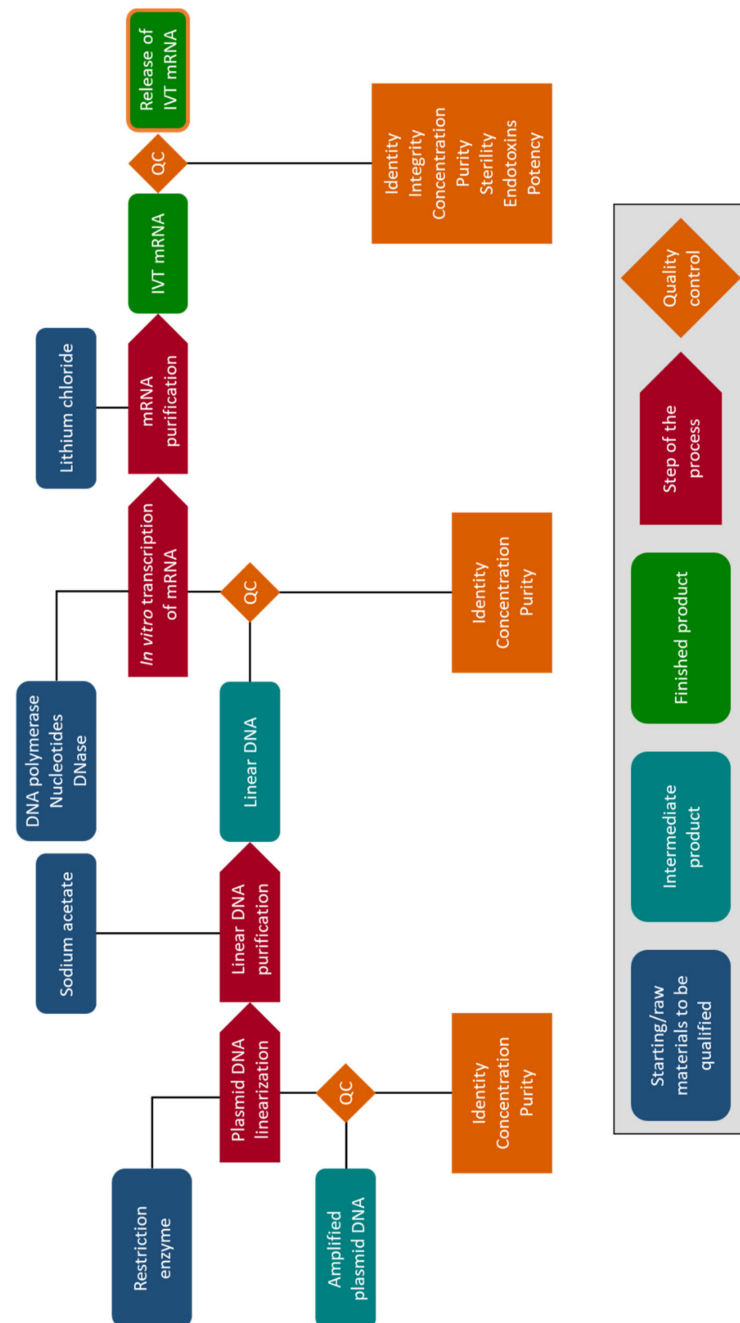 Restriction
enzyme
Sodium acetate
DNA polymerase
Nucleotides
DNase
Lithium chloride
Plasmid DNA
linearization
Linear DNA
purification
Linear DNA
In vitro transcription
of mRNA
mRNA
purification
IVT mRNA
QC
Release of
IVT mRNA
Amplified
plasmid DNA
QC
QC
Identity
Concentration
Purity
Identity
Concentration
Purity
Identity
Integrity
Concentration
Purity
Sterility
Endotoxins
Potency
Starting/raw
materials to be
qualified
Intermediate
product
Finished product
Step of the
process
Quality
control